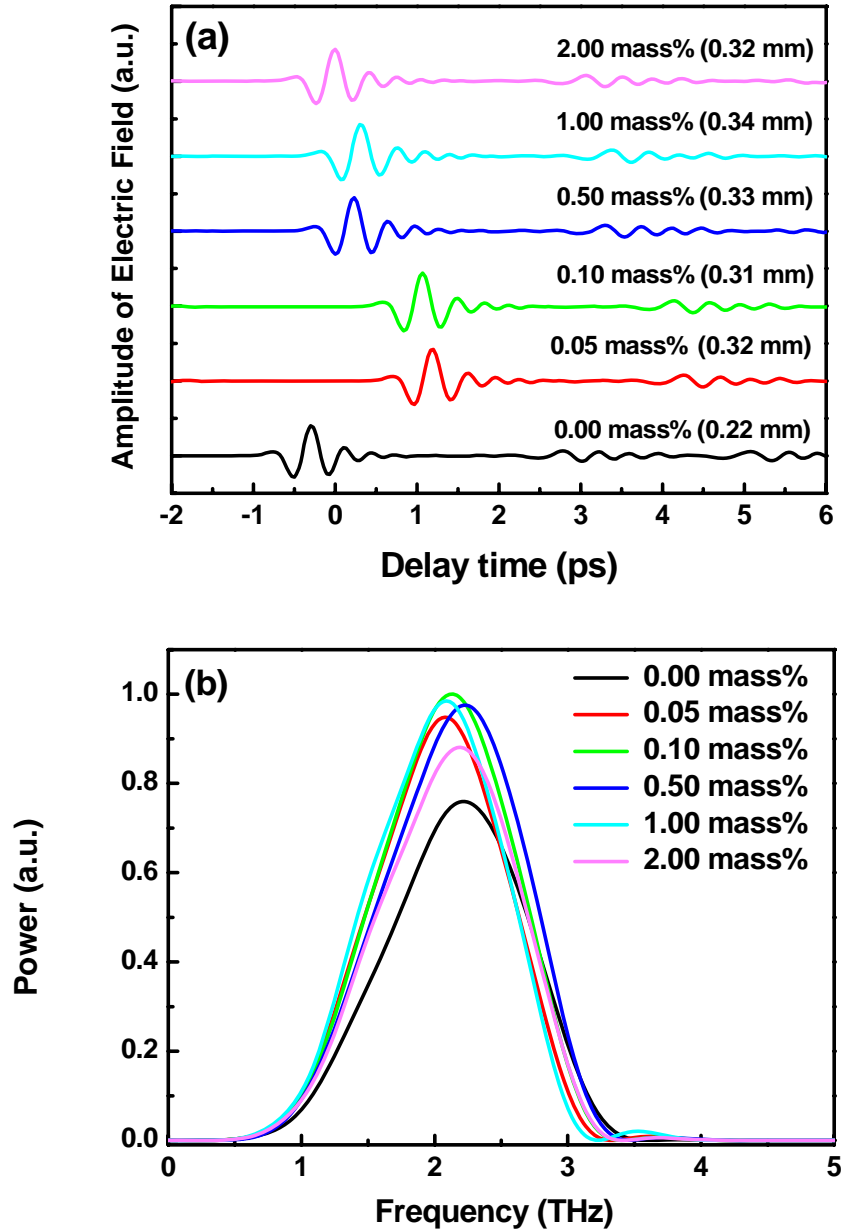 (a)
2.00 mass% (0.32 mm)
1.00 mass% (0.34 mm)
0.50 mass% (0.33 mm)
0.10 mass% (0.31 mm)
0.05 mass% (0.32 mm)
0.00 mass% (0.22 mm)
Amplitude of Electric Field (a.u.)
-2 -1 0 1 2 3 4 5 6
Delay time (ps)
(b)
0.00 mass%
0.05 mass%
0.10 mass%
0.50 mass%
1.00 mass%
2.00 mass%
1.0
0.8
0.6
0.4
0.2
0.0
Power (a.u.)
0 1 2 3 4 5
Frequency (THz)